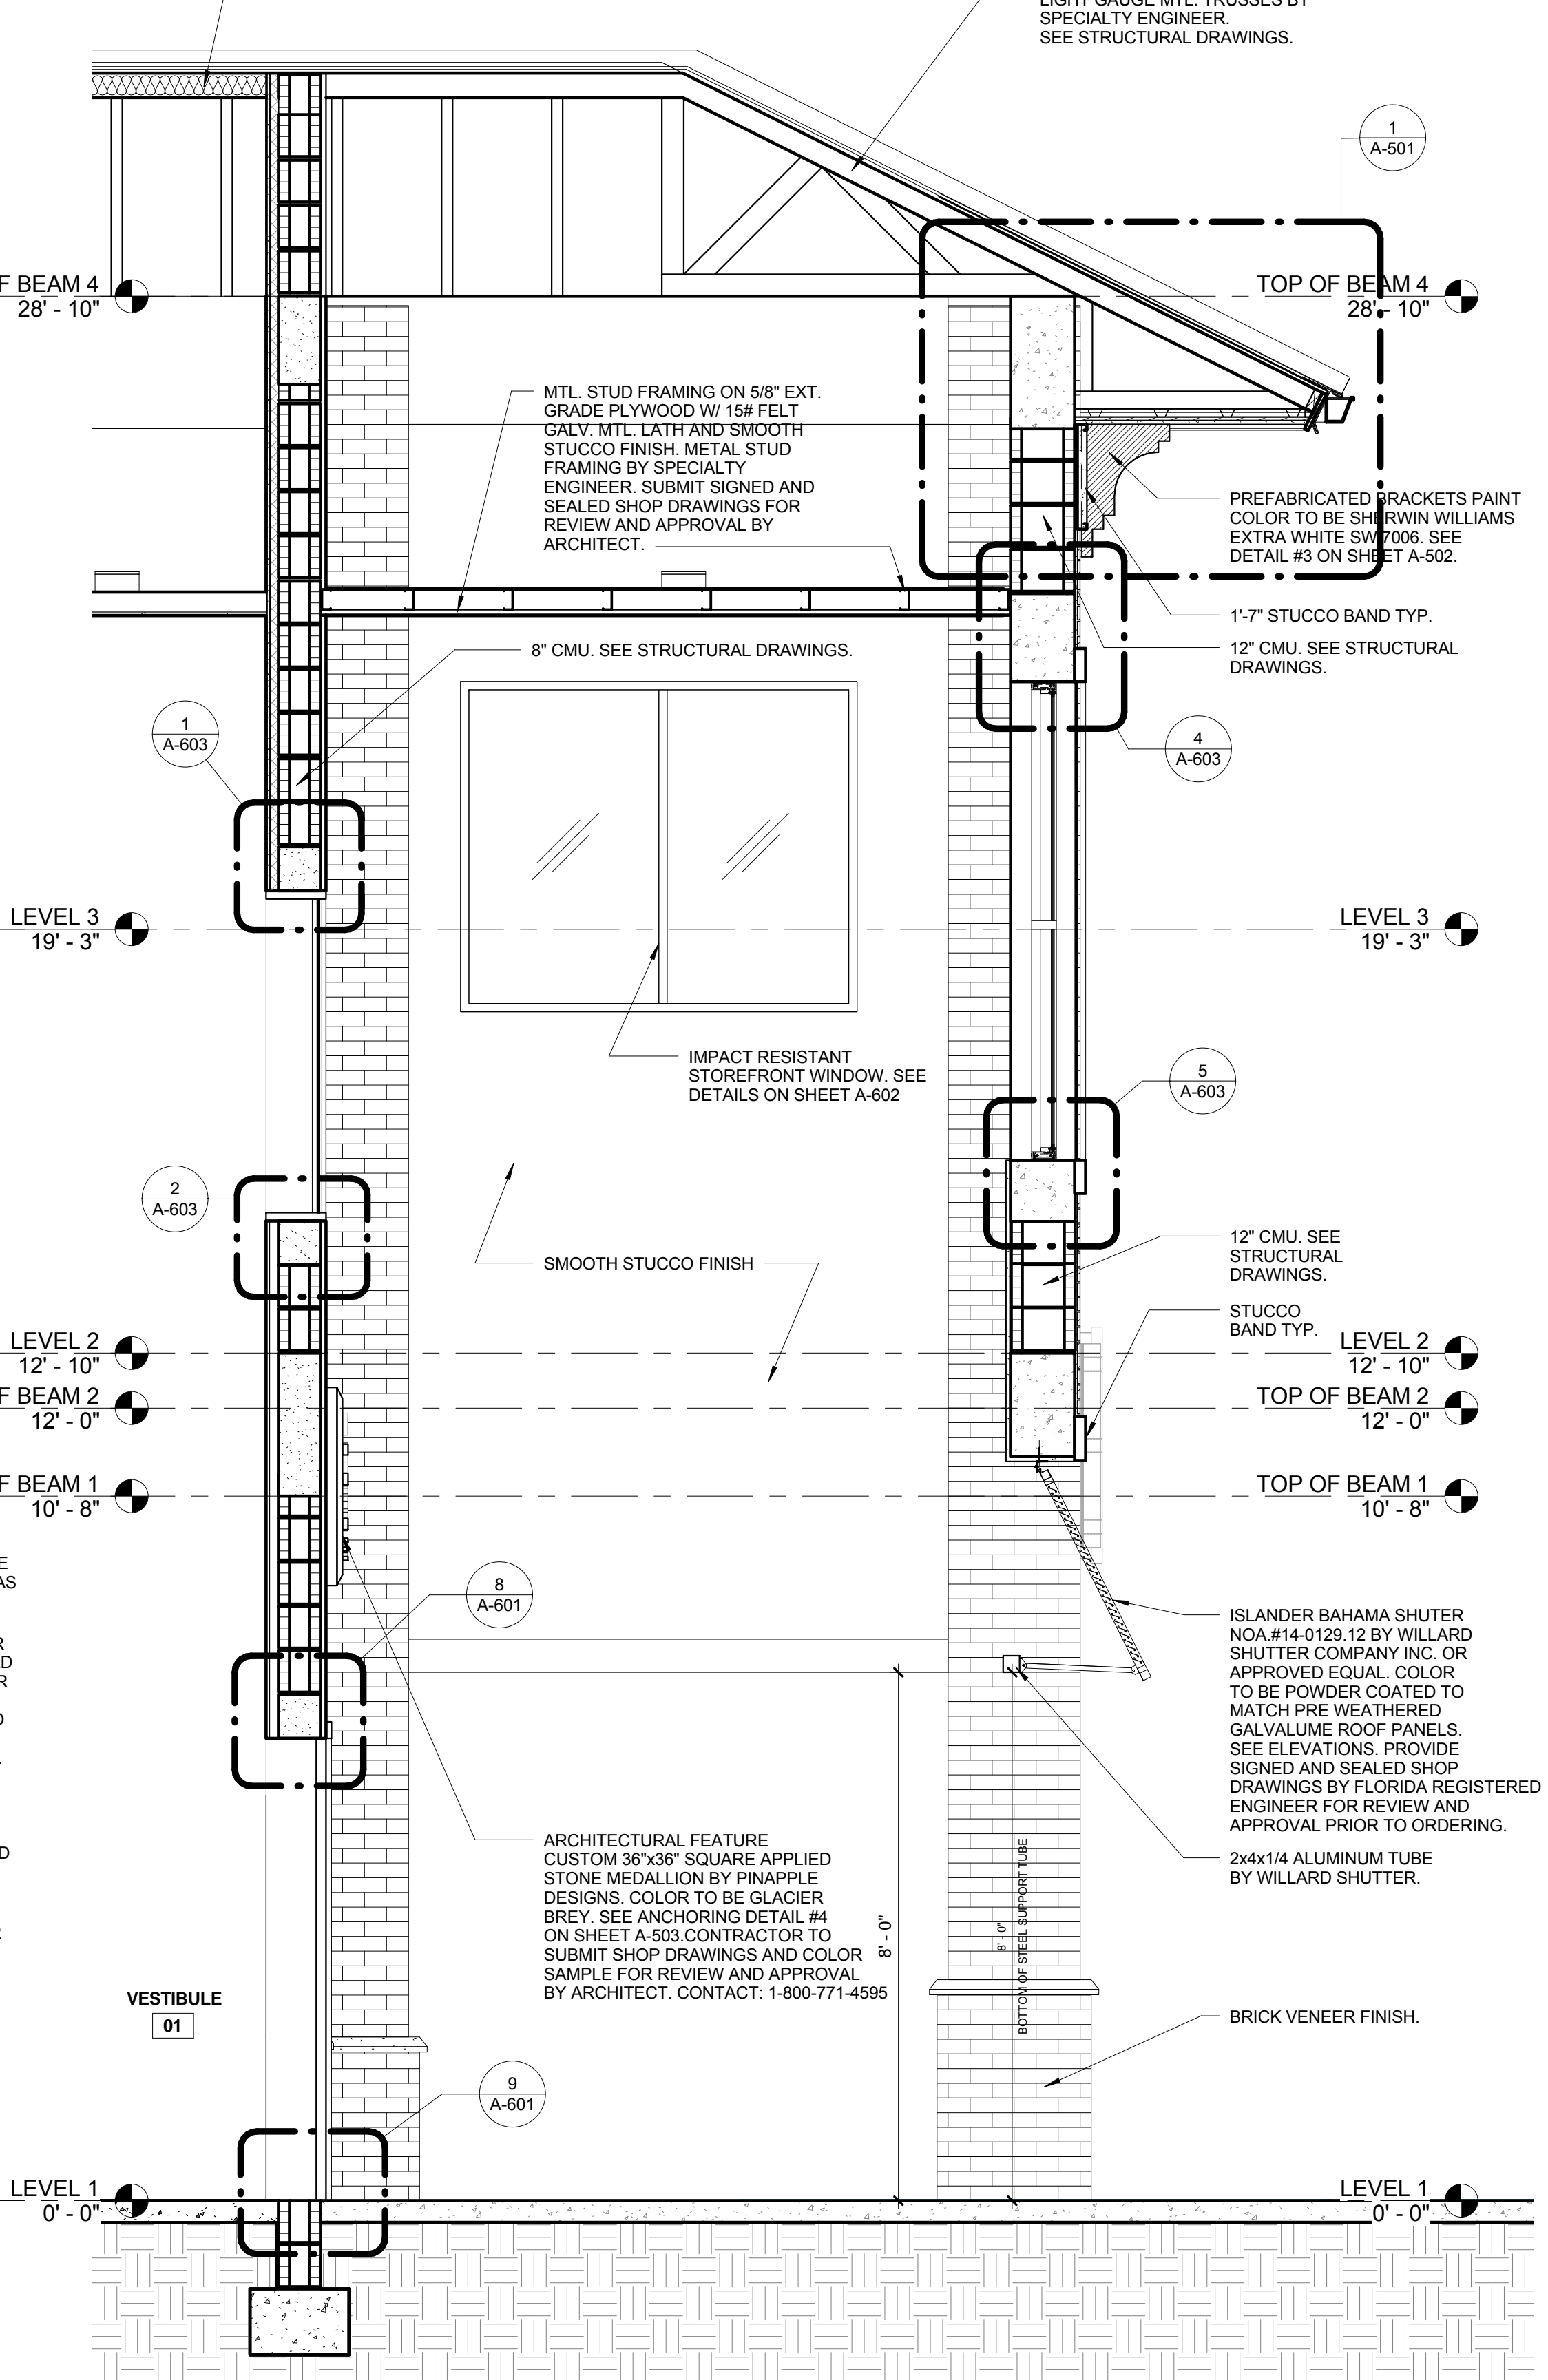 LIGHT GAUGE MTL. TRUSSES BY
SPECIALTY ENGINEER.
SEE STRUCTURAL DRAWINGS.
1
A-501
F BEAM 4
28' - 10"
TOP OF BEAM 4
28' - 10"
MTL. STUD FRAMING ON 5/8" EXT.
GRADE PLYWOOD W/ 15# FELT
GALV. MTL. LATH AND SMOOTH
STUCCO FINISH. METAL STUD
FRAMING BY SPECIALTY
ENGINEER. SUBMIT SIGNED AND
SEALED SHOP DRAWINGS FOR
REVIEW AND APPROVAL BY
ARCHITECT.
PREFABRICATED BRACKETS PAINT
COLOR TO BE SHERWIN WILLIAMS
EXTRA WHITE SW 7006. SEE
DETAIL #3 ON SHEET A-502.
1'-7" STUCCO BAND TYP.
12" CMU. SEE STRUCTURAL
DRAWINGS.
8" CMU. SEE STRUCTURAL DRAWINGS.
1
A-603
4
A-603
LEVEL 3
19' - 3"
LEVEL 3
19' - 3"
IMPACT RESISTANT
STOREFRONT WINDOW. SEE
DETAILS ON SHEET A-602
5
A-603
2
A-603
SMOOTH STUCCO FINISH
12" CMU. SEE
STRUCTURAL
DRAWINGS.
STUCCO
BAND TYP.
LEVEL 2
12' - 10"
LEVEL 2
12' - 10"
F BEAM 2
12' - 0"
TOP OF BEAM 2
12' - 0"
F BEAM 1
10' - 8"
TOP OF BEAM 1
10' - 8"
E
AS
R
D
R
D
8
A-601
ISLANDER BAHAMA SHUTER
NOA.#14-0129.12 BY WILLARD
SHUTTER COMPANY INC. OR
APPROVED EQUAL. COLOR
TO BE POWDER COATED TO
MATCH PRE WEATHERED
GALVALUME ROOF PANELS.
SEE ELEVATIONS. PROVIDE
SIGNED AND SEALED SHOP
DRAWINGS BY FLORIDA REGISTERED
ENGINEER FOR REVIEW AND
APPROVAL PRIOR TO ORDERING.
2x4x1/4 ALUMINUM TUBE
BY WILLARD SHUTTER.
ARCHITECTURAL FEATURE
CUSTOM 36"x36" SQUARE APPLIED
STONE MEDALLION BY PINAPPLE
DESIGNS. COLOR TO BE GLACIER
BREY. SEE ANCHORING DETAIL #4
ON SHEET A-503.CONTRACTOR TO
SUBMIT SHOP DRAWINGS AND COLOR
SAMPLE FOR REVIEW AND APPROVAL
BY ARCHITECT. CONTACT: 1-800-771-4595
8' - 0"
8' - 0"
BOTTOM OF STEEL SUPPORT TUBE
D
VESTIBULE
01
BRICK VENEER FINISH.
9
A-601
LEVEL 1
0' - 0"
LEVEL 1
0' - 0"